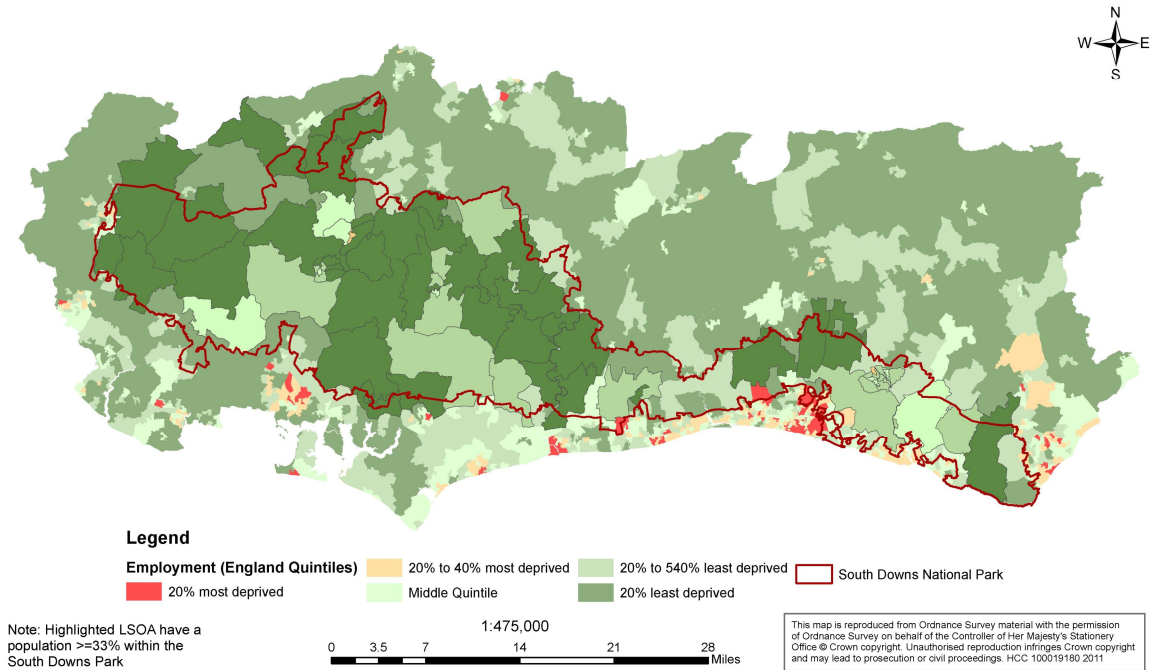 N
W E
S
Legend
Employment (England Quintiles)
20% most deprived
20% to 40% most deprived
Middle Quintile
20% to 540% least deprived
20% least deprived
South Downs National Park
Note: Highlighted LSOA have a
population >=33% within the
South Downs Park
1:475,000
0 3.5 7 14 21 28
Miles
This map is reproduced from Ordnance Survey material with the permission
of Ordnance Survey on behalf of the Controller of Her Majesty's Stationery
Office © Crown copyright. Unauthorised reproduction infringes Crown copyright
and may lead to prosecution or civil proceedings. HCC 100019180 2011